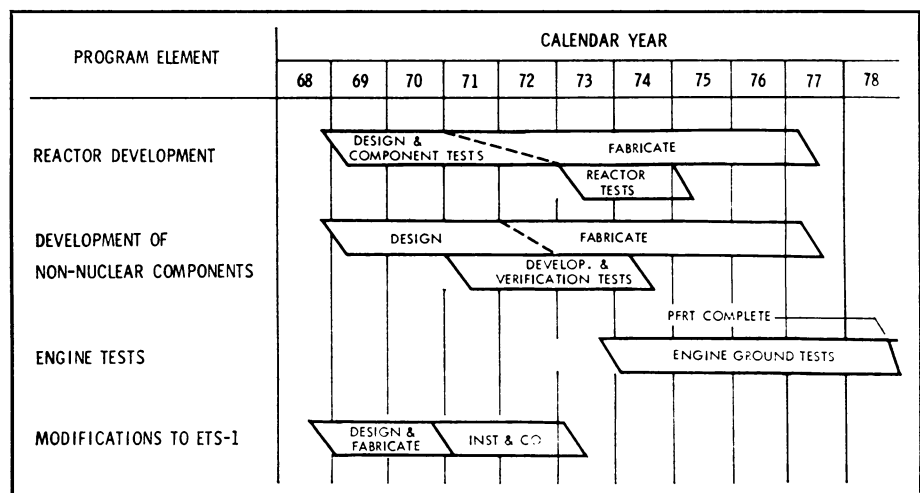 PROGRAM ELEMENT
CALENDAR YEAR
68 69 70 71 72 73 74 75 76 77 78
REACTOR DEVELOPMENT
DESIGN &
COMPONENT TESTS
FABRICATE
REACTOR
TESTS
DEVELOPMENT OF
NON-NUCLEAR COMPONENTS
DESIGN
FABRICATE
DEVELOP. &
VERIFICATION TESTS
PFRT COMPLETE
ENGINE TESTS
ENGINE GROUND TESTS
MODIFICATIONS TO ETS-1
DESIGN &
FABRICATE
INST &